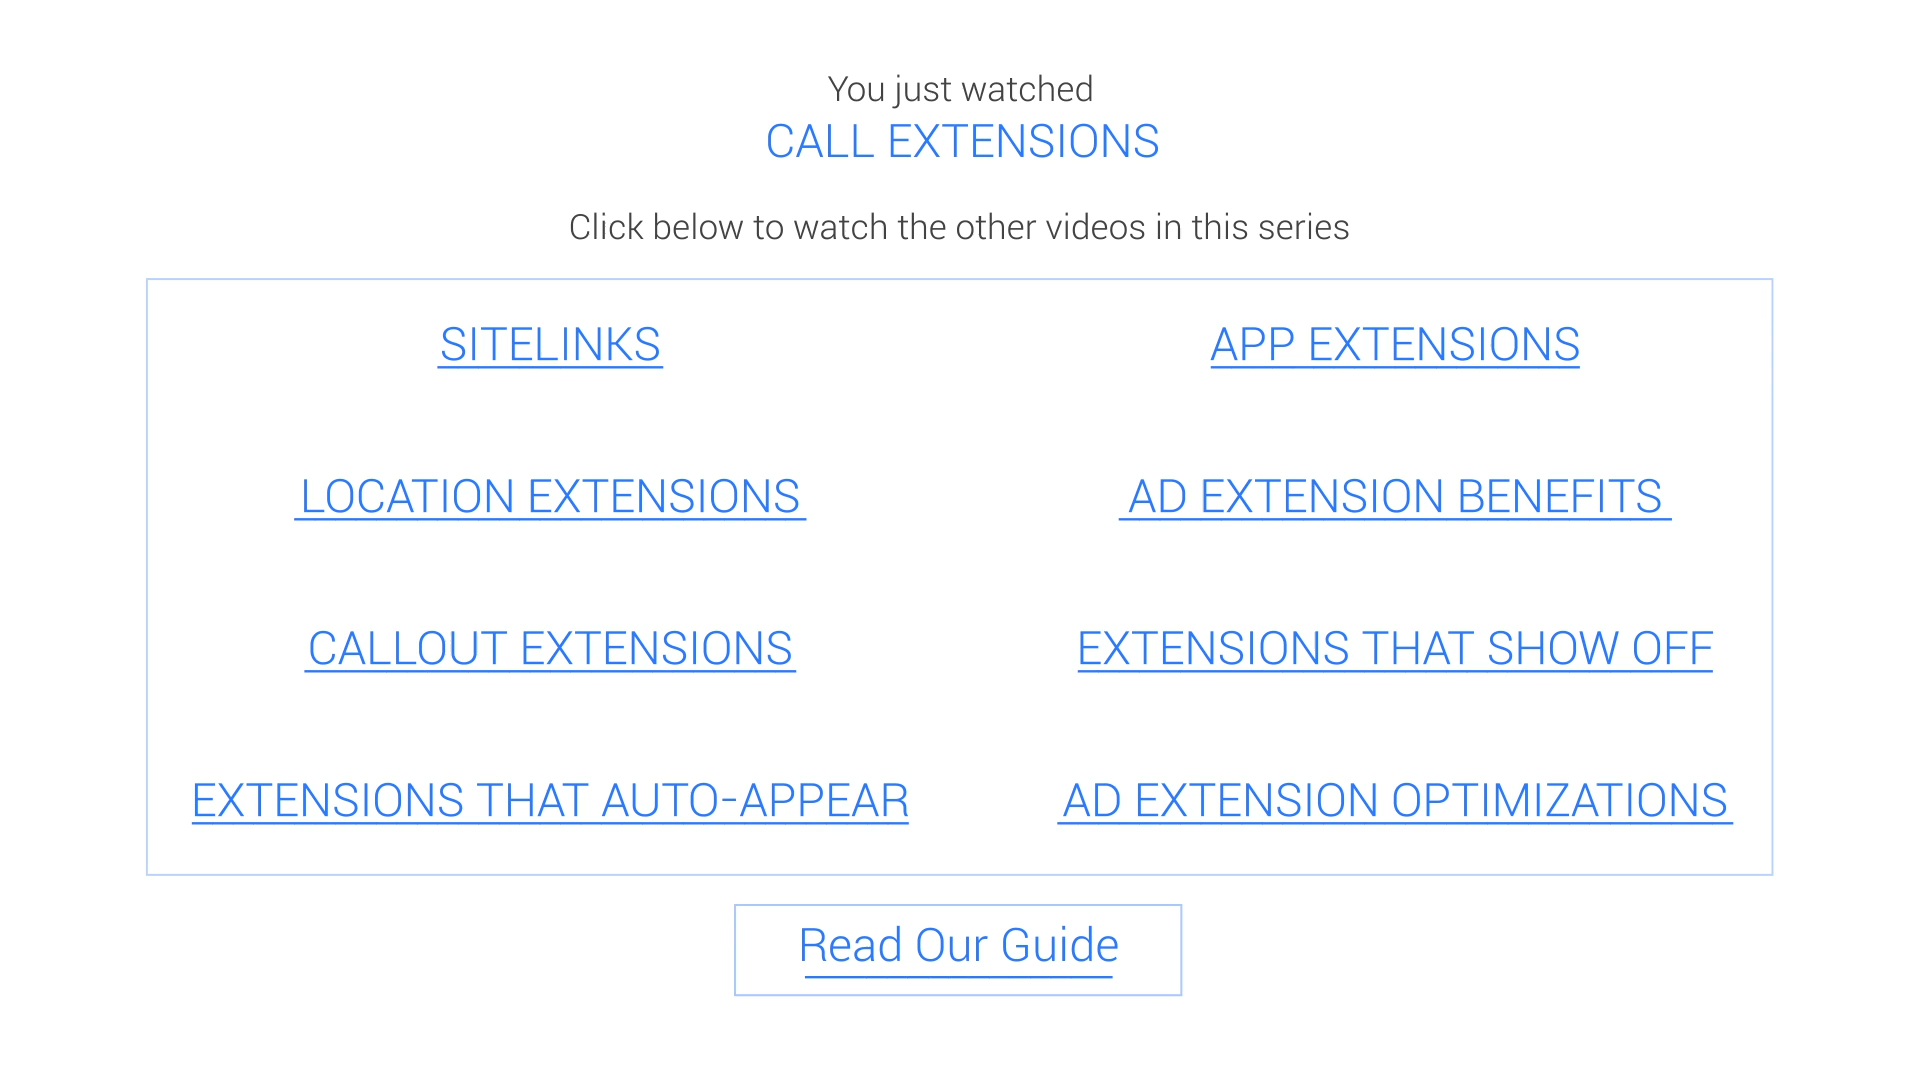 You just watched
CALL EXTENSIONS
Click below to watch the other videos in this series
SITELINKS
APP EXTENSIONS
LOCATION EXTENSIONS
AD EXTENSION BENEFITS
CALLOUT EXTENSIONS
EXTENSIONS THAT SHOW OFF
EXTENSIONS THAT AUTO-APPEAR
AD EXTENSION OPTIMIZATIONS
Read Our Guide